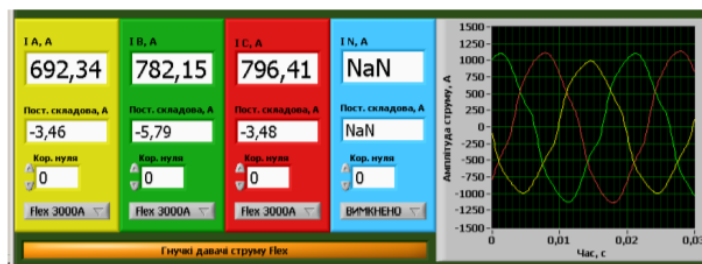 I A, A
692,34
Пост. складова, А
-3,46
Кор. нуля
0
Flex 3000A
I B, A
782,15
Пост. складова, А
-5,79
Кор. нуля
0
Flex 3000A
I C, A
796,41
Пост. складова, А
-3,48
Кор. нуля
0
Flex 3000A
I N, A
NaN
Пост. складова, А
NaN
Кор. нуля
0
ВИМКНЕНО
Гнучкі давачі струму Flex
Амплітуда струму, А
1500
1250
1000
750
500
250
0
-250
-500
-750
-1000
-1250
-1500
0
0,01
0,02
0,03
Час, с